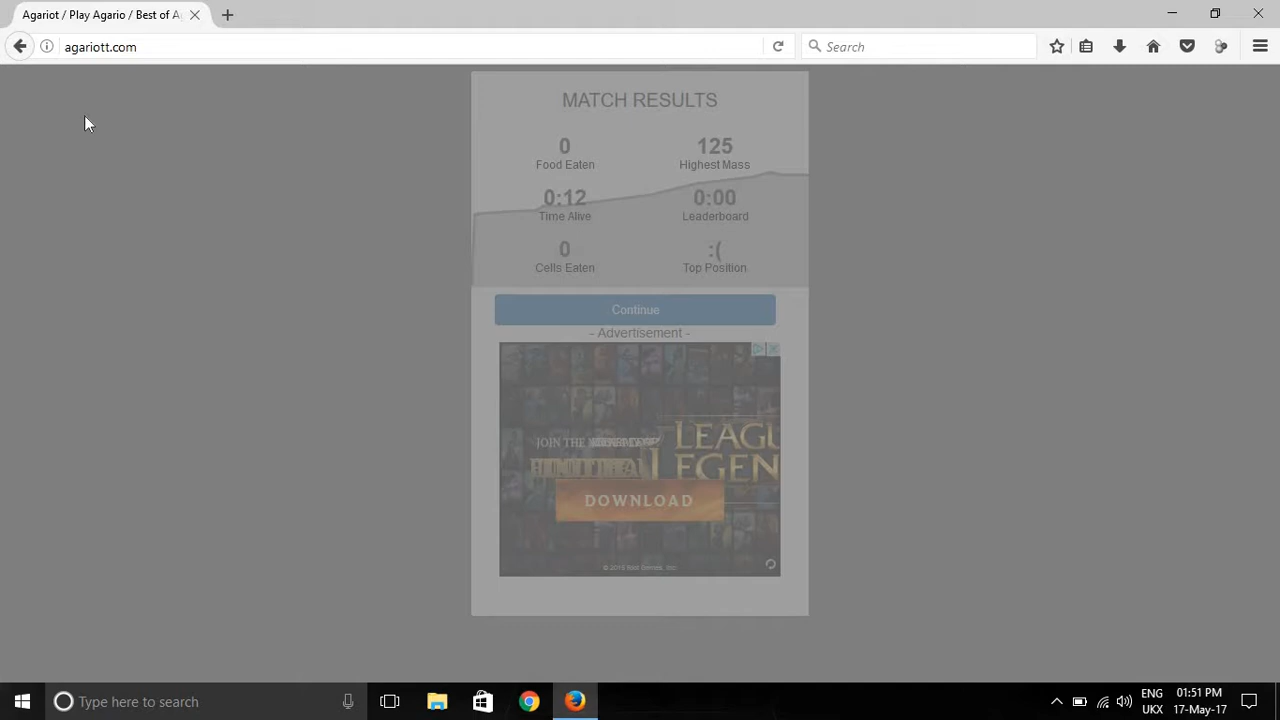 Agariot / Play Agario / Best of A
agariott.com
Search
MATCH RESULTS
0 125
Food Eaten Highest Mass
0:12 0:00
Time Alive Leaderboard
0 :(
Cells Eaten Top Position
Continue
- Advertisement -
JOIN THE
LEAGU
LEGEN
DOWNLOAD
Type here to search
ENG 01:51 PM
UKX 17-May-17